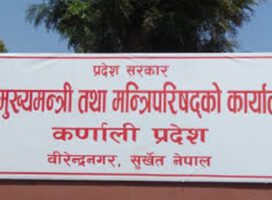 प्रदेश सरकार
मुख्यमन्त्री तथा मन्त्रिपरिषद्को
कर्णाली प्रदेश
वीरेन्द्रनगर, सुर्खेत नेपाल